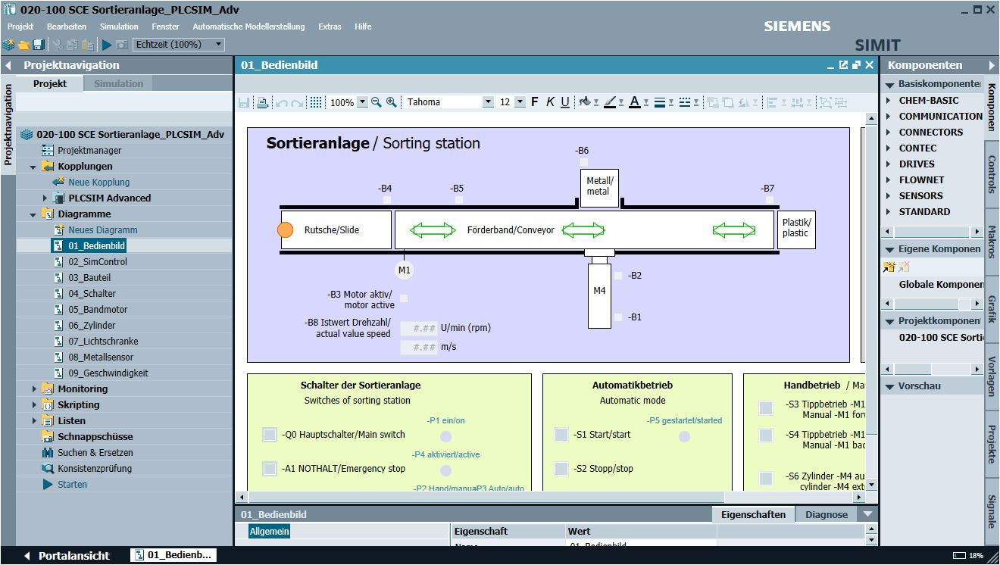 020-100 SCE Sortieranlage_PLCSIM_Adv
Projekt Bearbeiten Simulation Fenster Automatische Modellerstellung Extras Hilfe
SIEMENS
SIMIT
Echtzeit (100%)
Projektnavigation
Projekt Simulation
Projektnavigation
020-100 SCE Sortieranlage_PLCSIM_Adv
Projektmanager
Kopplungen
Neue Kopplung
PLCSIM Advanced
Diagramme
Neues Diagramm
01_Bedienbild
02_SimControl
03_Bauteil
04_Schalter
05_Bandmotor
06_Zylinder
07_Lichtschranke
08_Metallsensor
09_Geschwindigkeit
Monitoring
Skripting
Listen
Schnappschüsse
Suchen & Ersetzen
Konsistenzprüfung
Starten
01_Bedienbild
100% Tahoma 12 F K U A
Sortieranlage / Sorting station
-B6
Metall/
metal
-B4 -B5 -B7
Rutsche/Slide Förderband/Conveyor
Plastik/
plastic
M1
M4
-B2
-B1
-B3 Motor aktiv/
motor active
-B8 Istwert Drehzahl/
actual value speed
#.## U/min (rpm)
#.## m/s
Schalter der Sortieranlage
Switches of sorting station
-P1 ein/on
-Q0 Hauptschalter/Main switch
-P4 aktiviert/active
-A1 NOTHALT/Emergency stop
-P2 Hand/manua-P3 Auto/auto
Automatikbetrieb
Automatic mode
-P5 gestartet/started
-S1 Start/start
-S2 Stopp/stop
Handbetrieb / Ma
-S3 Tippbetrieb -M1
Manual -M1 forw
-S4 Tippbetrieb -M1
Manual -M1 bac
-S6 Zylinder -M4 au
cylinder -M4 ext
01_Bedienbild
Eigenschaften Diagnose
Allgemein
Eigenschaft Wert
Name 01_Bedienbild
Komponenten
Basiskomponenten
CHEM-BASIC
COMMUNICATION
CONNECTORS
CONTEC
DRIVES
FLOWNET
SENSORS
STANDARD
Eigene Komponen
Globale Komponen
Projektkomponen
020-100 SCE Sortie
Vorschau
Komponenten
Controls
Makros
Grafik
Vorlagen
Projekte
Signale
Portalansicht
01_Bedienb...
18%